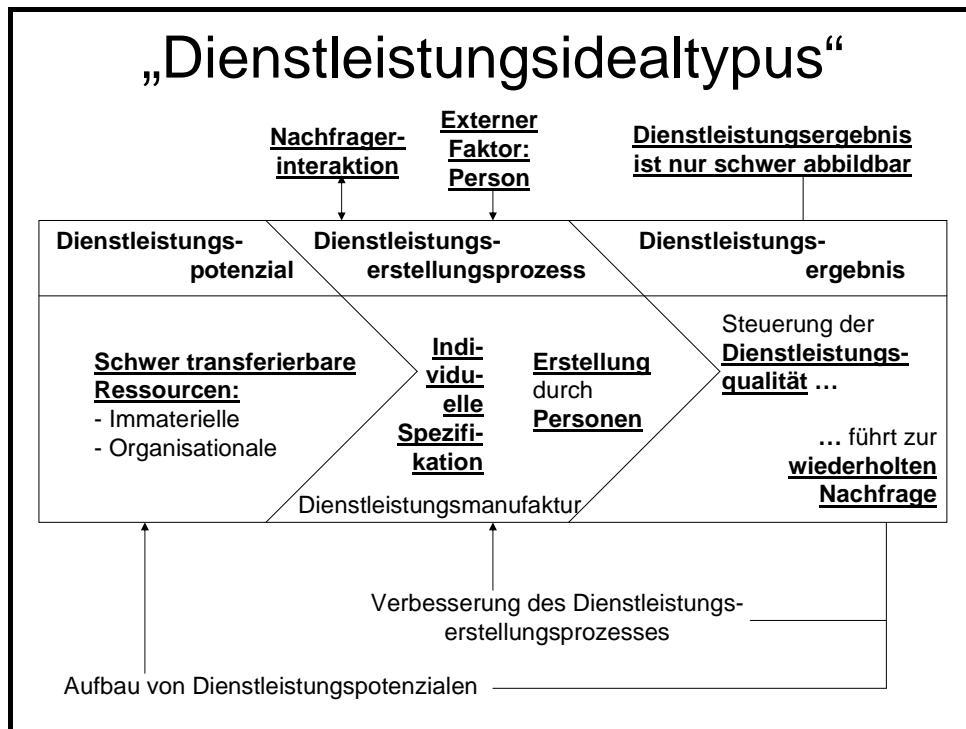 „Dienstleistungsidealtypus“
Nachfrager-
interaktion
Externer
Faktor:
Person
Dienstleistungsergebnis
ist nur schwer abbildbar
Dienstleistungs-
potenzial
Dienstleistungs-
erstellungsprozess
Dienstleistungs-
ergebnis
Schwer transferierbare
Ressourcen:
- Immaterielle
- Organisationale
Indi-
vidu-
elle
Spezifi-
kation
Erstellung
durch
Personen
Dienstleistungsmanufaktur
Steuerung der
Dienstleistungs-
qualität ...
... führt zur
wiederholten
Nachfrage
Verbesserung des Dienstleistungs-
erstellungsprozesses
Aufbau von Dienstleistungspotenzialen